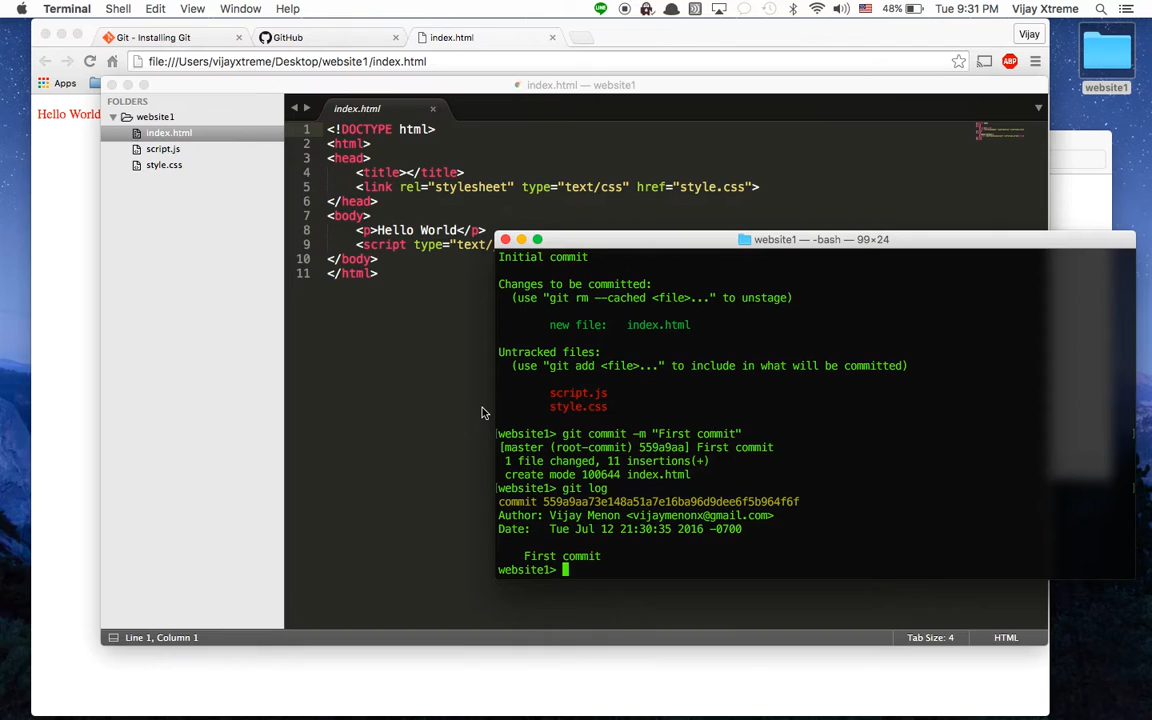 Terminal Shell Edit View Window Help 48% Tue 9:31 PM Vijay Xtreme
Git - Installing Git × GitHub × index.html × Vijay
file:///Users/vijayxtreme/Desktop/website1/index.html ABP
Apps
website1
index.html — website1
FOLDERS
website1
index.html
script.js
style.css
Hello World
index.html ×
1 <!DOCTYPE html>
2 <html>
3 <head>
4 <title></title>
5 <link rel="stylesheet" type="text/css" href="style.css">
6 </head>
7 <body>
8 <p>Hello World</p>
9 <script type="text/
10 </body>
11 </html>
website1 — -bash — 99×24
Initial commit
Changes to be committed:
(use "git rm --cached <file>..." to unstage)
new file: index.html
Untracked files:
(use "git add <file>..." to include in what will be committed)
script.js
style.css
[website1> git commit -m "First commit" ]
[master (root-commit) 559a9aa] First commit
1 file changed, 11 insertions(+)
create mode 100644 index.html
[website1> git log ]
commit 559a9aa73e148a51a7e16ba96d9dee6f5b964f6f
Author: Vijay Menon <vijaymenonx@gmail.com>
Date: Tue Jul 12 21:30:35 2016 -0700
First commit
website1>
Line 1, Column 1 Tab Size: 4 HTML